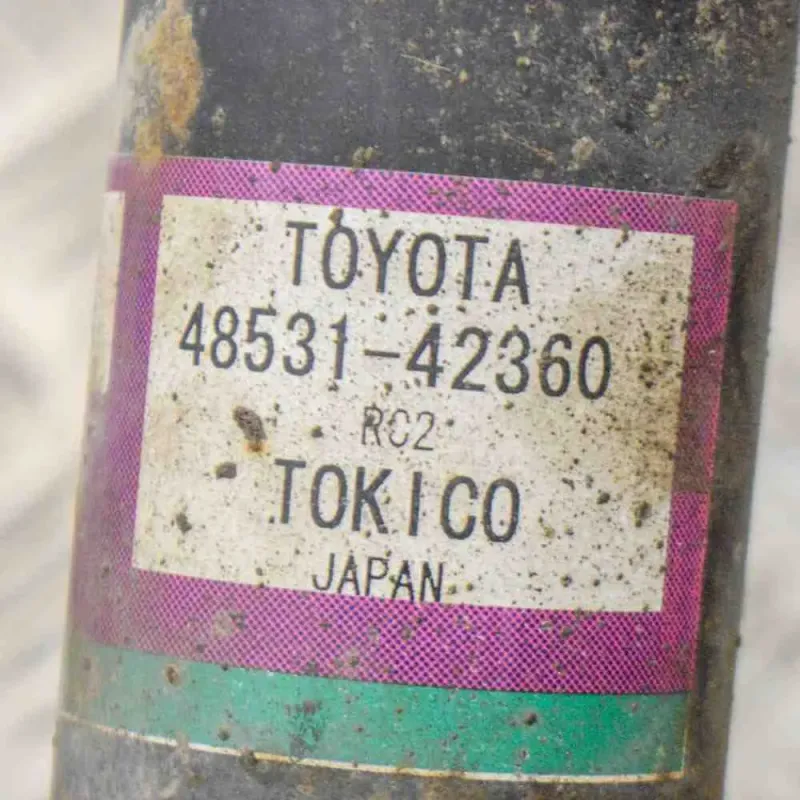 TOYOTA
48531-42360
RC2
TOKICO
JAPAN